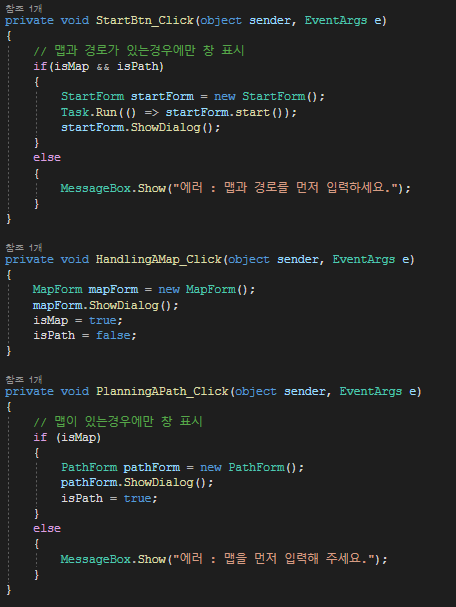 참조 1개
private void StartBtn_Click(object sender, EventArgs e)
{
// 맵과 경로가 있는경우에만 창 표시
if(isMap && isPath)
{
StartForm startForm = new StartForm();
Task.Run(() => startForm.start());
startForm.ShowDialog();
}
else
{
MessageBox.Show("에러 : 맵과 경로를 먼저 입력하세요.");
}
}
참조 1개
private void HandlingAMap_Click(object sender, EventArgs e)
{
MapForm mapForm = new MapForm();
mapForm.ShowDialog();
isMap = true;
isPath = false;
}
참조 1개
private void PlanningAPath_Click(object sender, EventArgs e)
{
// 맵이 있는경우에만 창 표시
if (isMap)
{
PathForm pathForm = new PathForm();
pathForm.ShowDialog();
isPath = true;
}
else
{
MessageBox.Show("에러 : 맵을 먼저 입력해 주세요.");
}
}